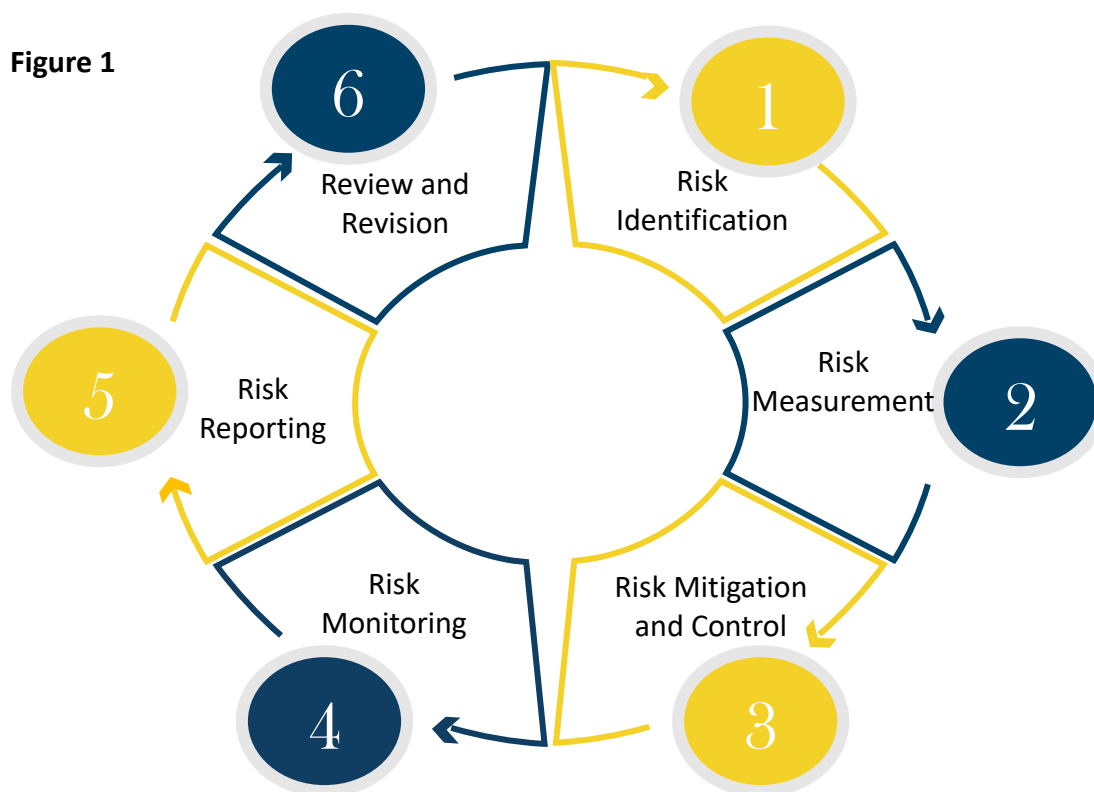 Figure 1
1
Risk
Identification
2
Risk
Measurement
3
Risk Mitigation
and Control
4
Risk
Monitoring
5
Risk
Reporting
6
Review and
Revision